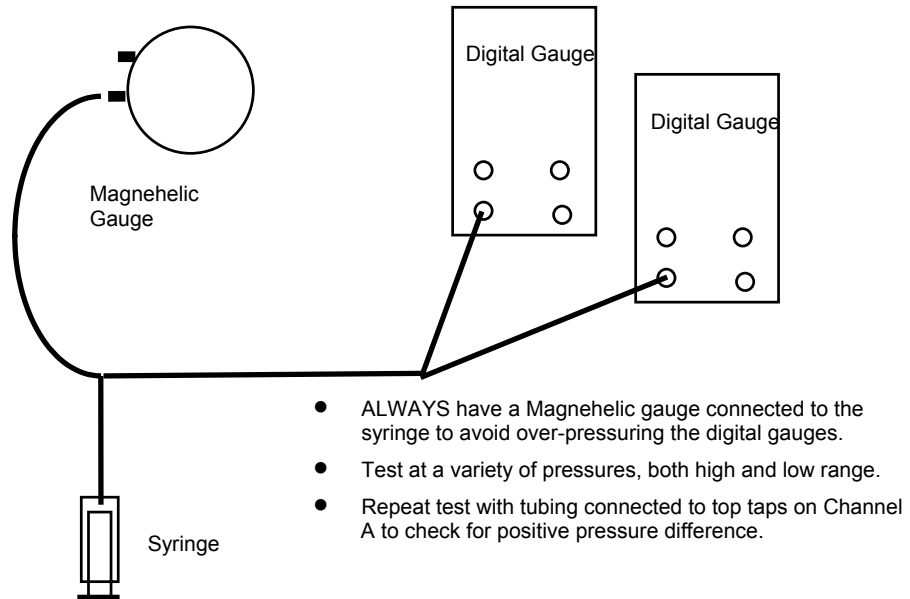 Digital Gauge
Digital Gauge
Magnehelic
Gauge
● ALWAYS have a Magnehelic gauge connected to the
syringe to avoid over-pressuring the digital gauges.
● Test at a variety of pressures, both high and low range.
● Repeat test with tubing connected to top taps on Channel
A to check for positive pressure difference.
Syringe